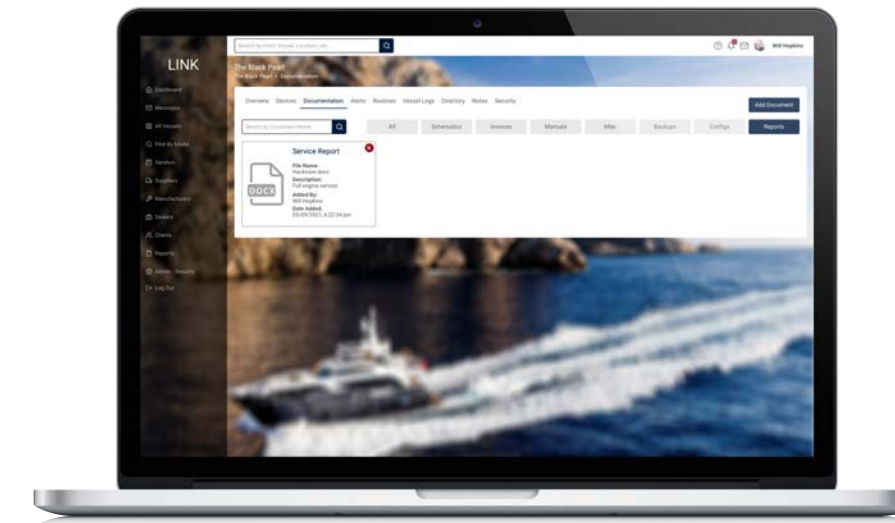 Search by client, Vessel, Location, etc...
Will Hopkins
LINK
The Black Pearl
The Black Pearl / Documentation
Dashboard
Messages
All Vessels
Find By Model
Vendors
Suppliers
Manufacturers
Dealers
Clients
Reports
Admin - Security
Log Out
Overview Devices Documentation Alerts Routines Vessel Logs Directory Notes Security
Add Document
Search by Document Name
All Schematics Invoices Manuals Misc Backups Configs Reports
Service Report
File Name:
Hardware.docx
Description:
Full engine service
Added By:
Will Hopkins
Date Added:
05/09/2021, 6:22:34 pm
DOCX